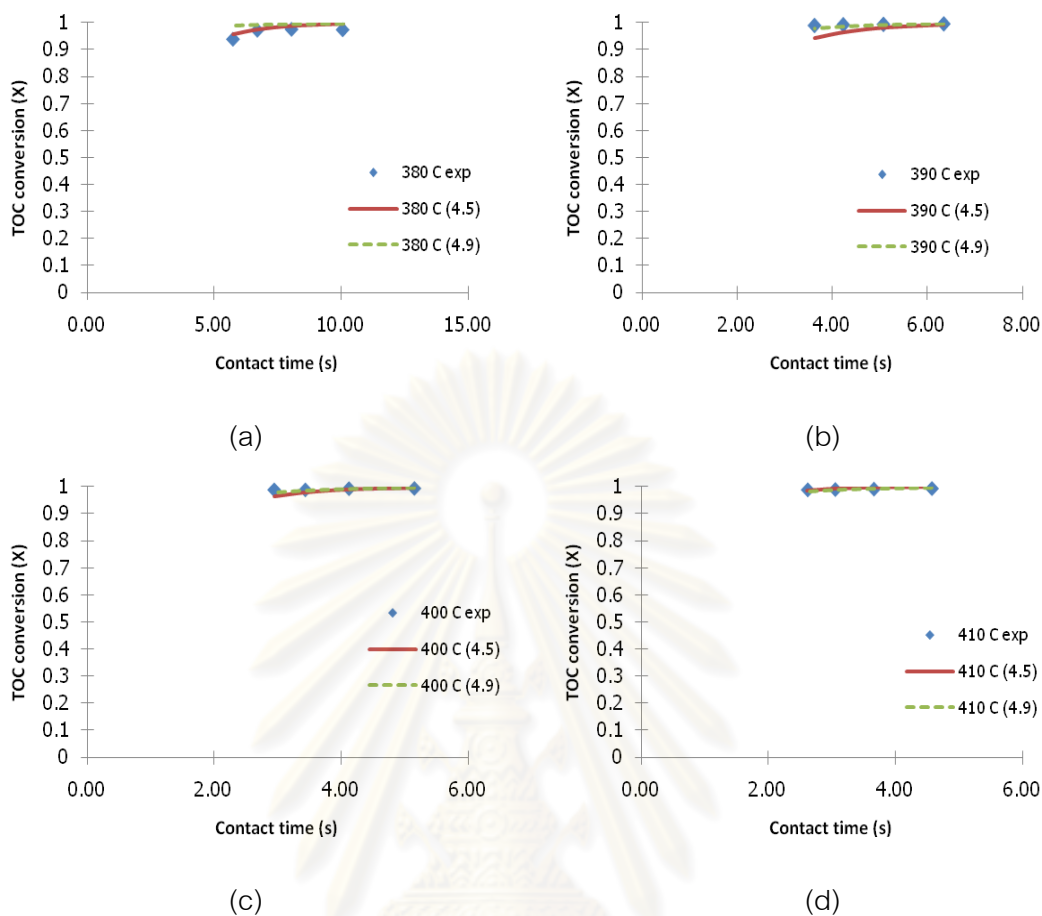 TOC conversion (X)
1
0.9
0.8
0.7
0.6
0.5
0.4
0.3
0.2
0.1
0
0.00 5.00 10.00 15.00
Contact time (s)
380 C exp
380 C (4.5)
380 C (4.9)
(a)
TOC conversion (X)
1
0.9
0.8
0.7
0.6
0.5
0.4
0.3
0.2
0.1
0
0.00 2.00 4.00 6.00 8.00
Contact time (s)
390 C exp
390 C (4.5)
390 C (4.9)
(b)
TOC conversion (X)
1
0.9
0.8
0.7
0.6
0.5
0.4
0.3
0.2
0.1
0
0.00 2.00 4.00 6.00
Contact time (s)
400 C exp
400 C (4.5)
400 C (4.9)
(c)
TOC conversion (X)
1
0.9
0.8
0.7
0.6
0.5
0.4
0.3
0.2
0.1
0
0.00 2.00 4.00 6.00
Contact time (s)
410 C exp
410 C (4.5)
410 C (4.9)
(d)